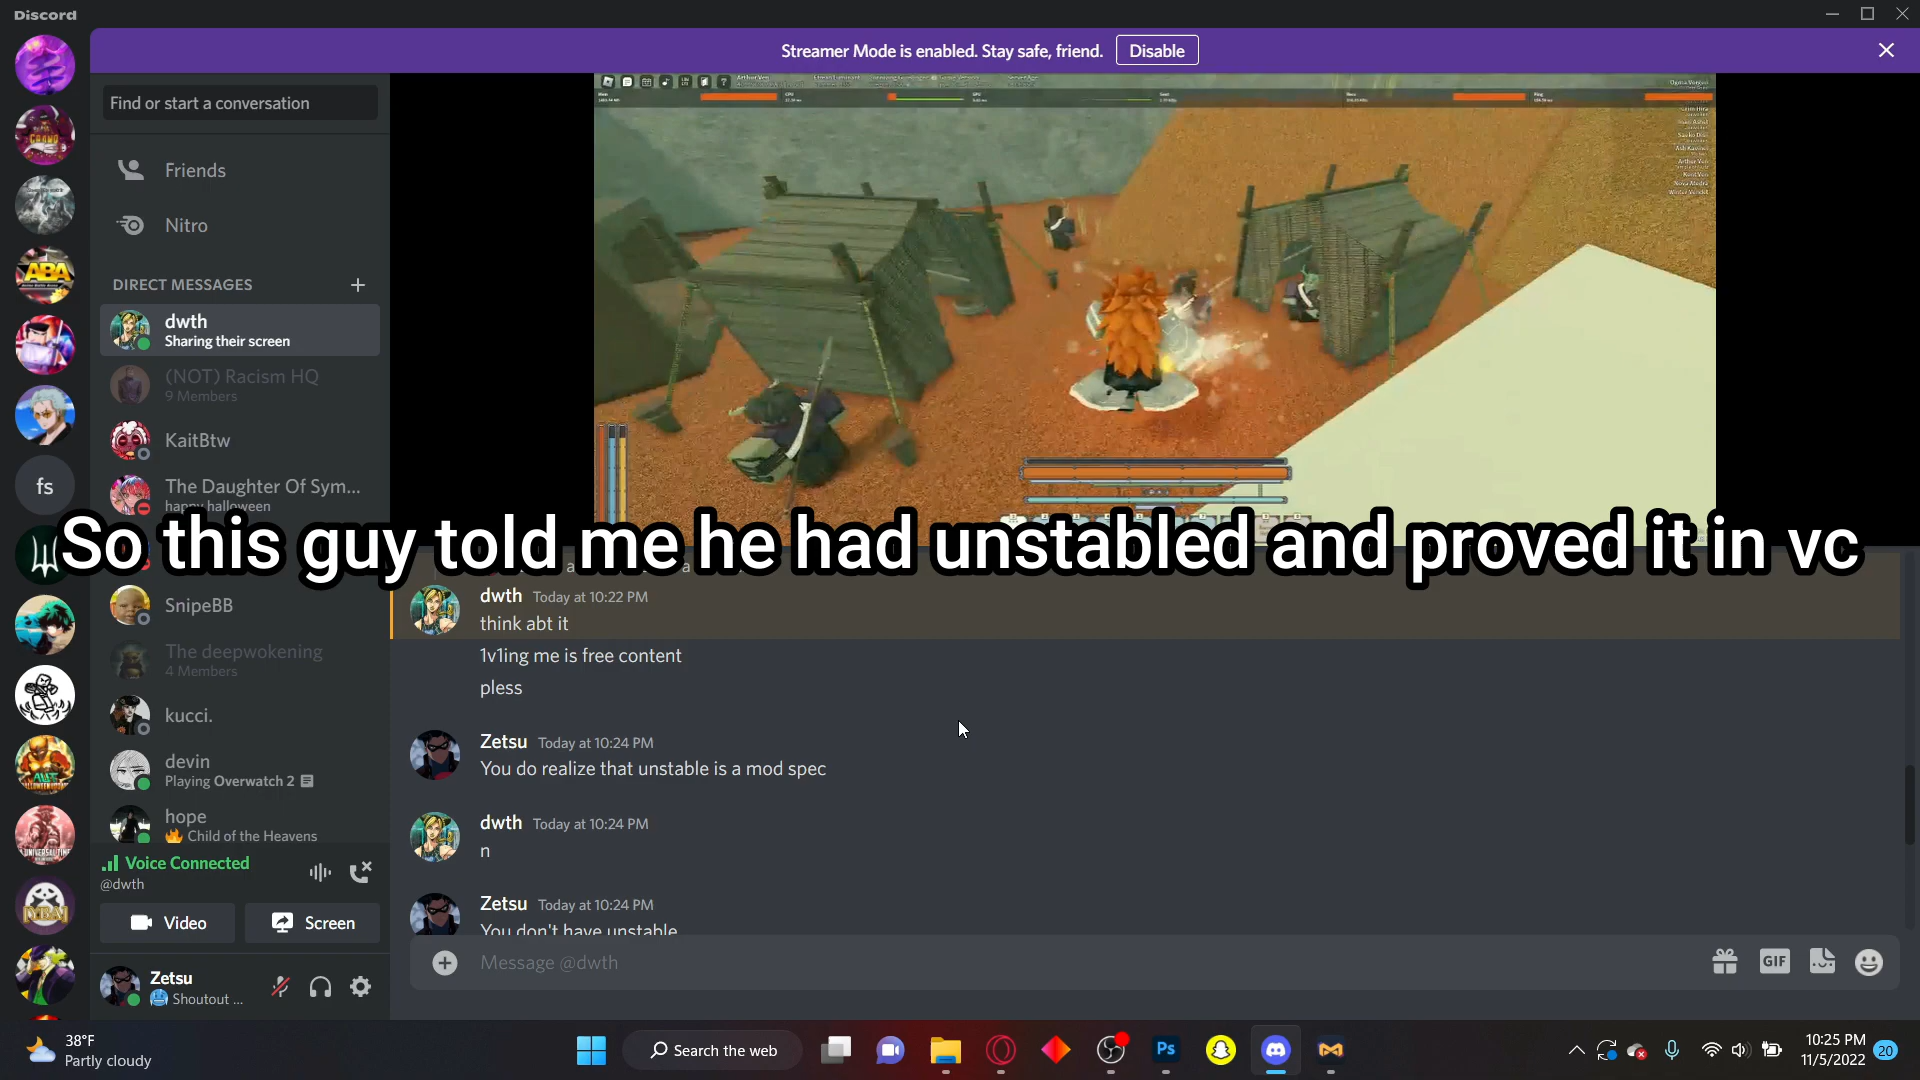 Discord
Streamer Mode is enabled. Stay safe, friend.
Disable
Find or start a conversation
Friends
Nitro
DIRECT MESSAGES
dwth
Sharing their screen
(NOT) Racism HQ
9 Members
KaitBtw
The Daughter Of Sym...
happy halloween
So this guy told me he had unstabled and proved it in vc
fs
SnipeBB
The deepwokening
4 Members
kucci.
devin
Playing Overwatch 2
hope
Child of the Heavens
Voice Connected
@dwth
Video
Screen
Zetsu
Shoutout ...
dwth Today at 10:22 PM
think abt it
1v1ing me is free content
pless
Zetsu Today at 10:24 PM
You do realize that unstable is a mod spec
dwth Today at 10:24 PM
n
Zetsu Today at 10:24 PM
You don't have unstable
Message @dwth
GIF
38°F
Partly cloudy
Search the web
Ps
10:25 PM
11/5/2022
20